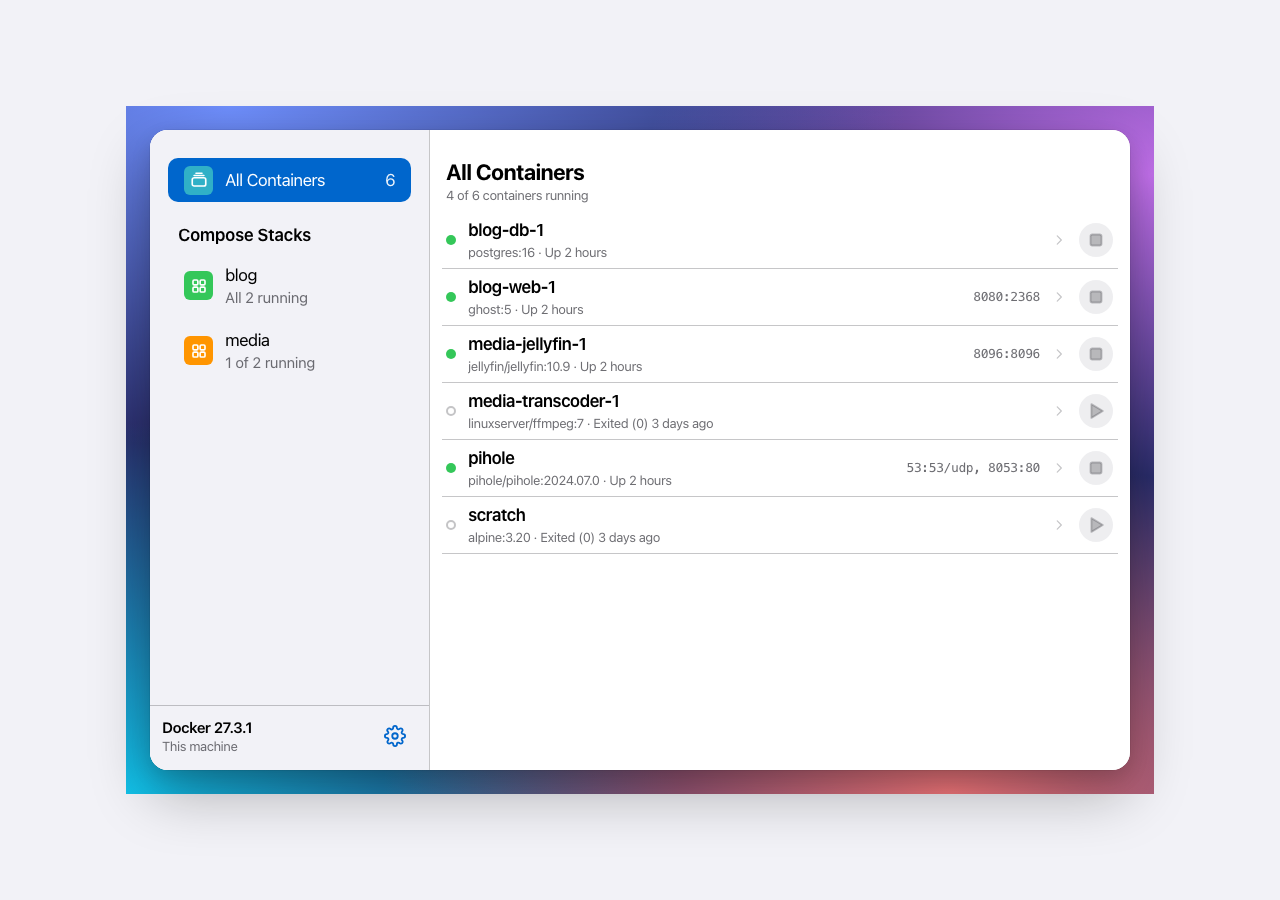 All Containers 6
Compose Stacks
blog
All 2 running
media
1 of 2 running
Docker 27.3.1
This machine
All Containers
4 of 6 containers running
blog-db-1
postgres:16 · Up 2 hours
blog-web-1
ghost:5 · Up 2 hours
8080:2368
media-jellyfin-1
jellyfin/jellyfin:10.9 · Up 2 hours
8096:8096
media-transcoder-1
linuxserver/ffmpeg:7 · Exited (0) 3 days ago
pihole
pihole/pihole:2024.07.0 · Up 2 hours
53:53/udp, 8053:80
scratch
alpine:3.20 · Exited (0) 3 days ago